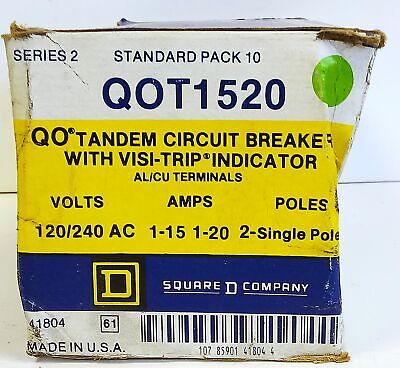 SERIES 2 STANDARD PACK 10
QOT1520
QO® TANDEM CIRCUIT BREAKER
WITH VISI-TRIP® INDICATOR
AL/CU TERMINALS
VOLTS AMPS POLES
120/240 AC 1-15 1-20 2-Single Pole
D SQUARE D COMPANY
41804 61
MADE IN U.S.A. 107 85901 41804 4